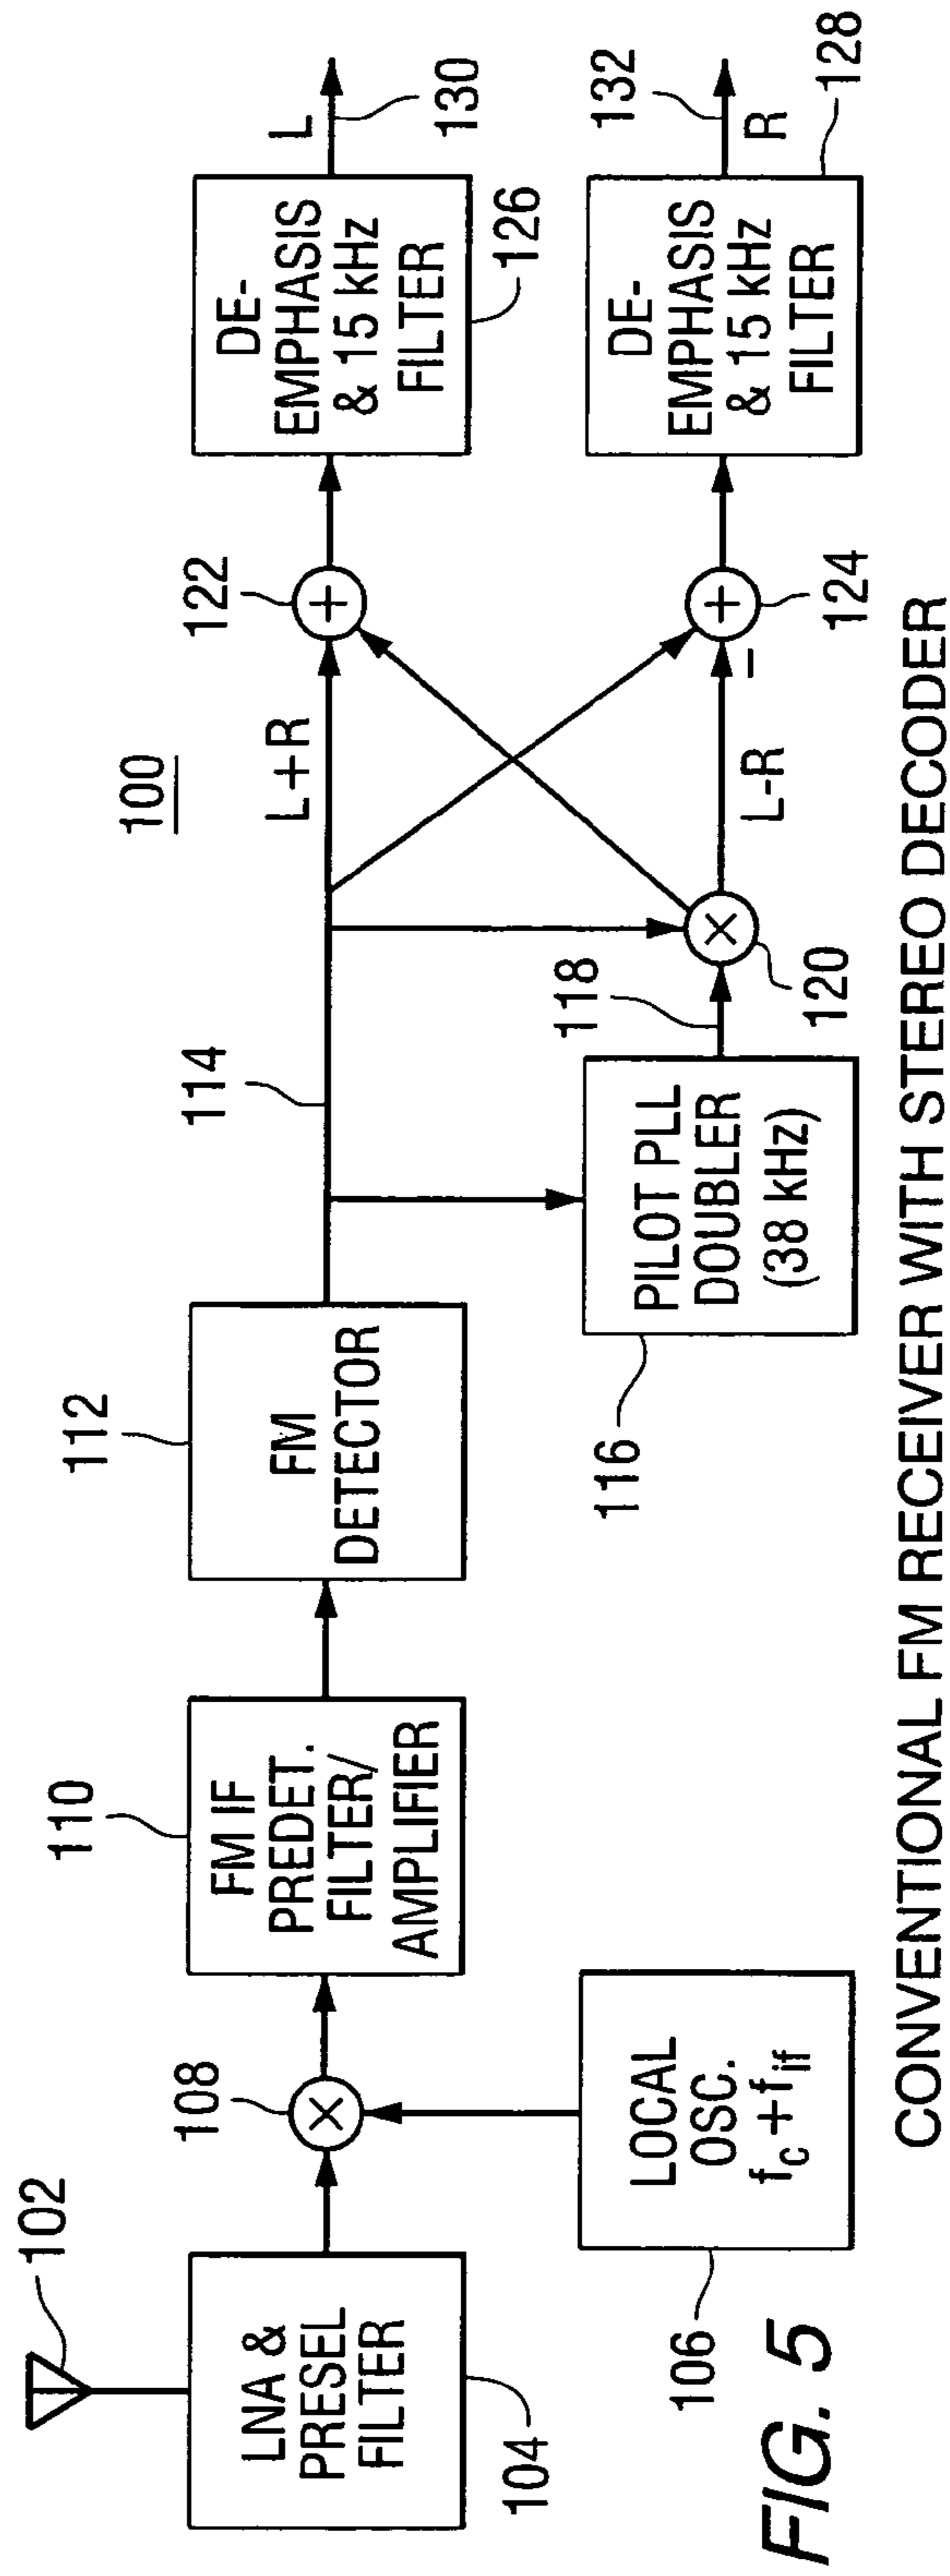 100
102
LNA &
PRESEL
FILTER
104
108
LOCAL
OSC.
fc+fif
106
110
FM IF
PREDET.
FILTER/
AMPLIFIER
112
FM
DETECTOR
114
PILOT PLL
DOUBLER
(38 kHz)
116
118
120
L+R
L-R
−
122
124
DE-
EMPHASIS
& 15 kHz
FILTER
126
L
130
DE-
EMPHASIS
& 15 kHz
FILTER
128
132
R
FIG. 5
CONVENTIONAL FM RECEIVER WITH STEREO DECODER